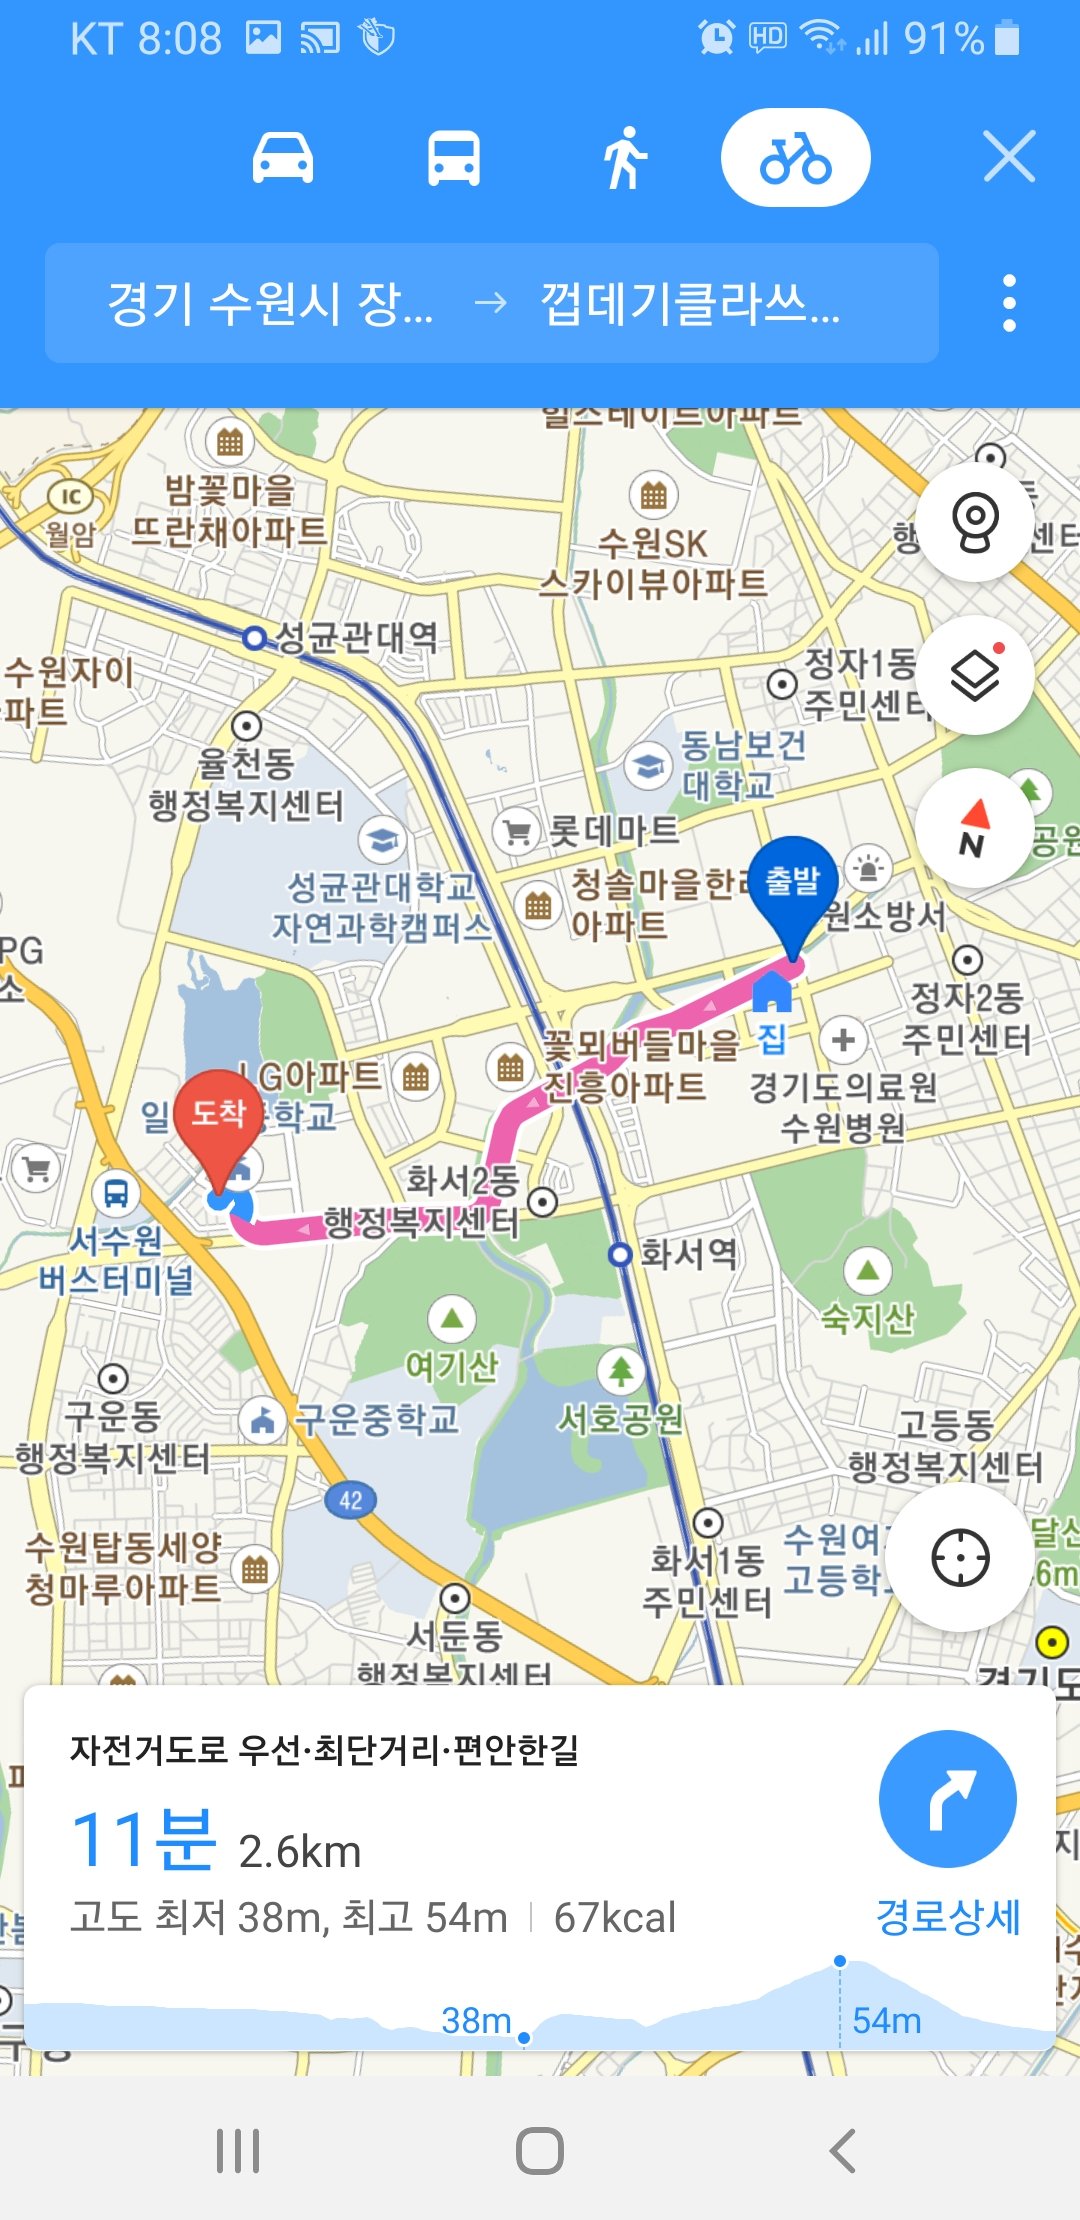 KT 8:08
HD
91%
경기 수원시 장... → 껍데기클라쓰...
힐스테이트아파트
IC
월암
밤꽃마을
뜨란채아파트
수원SK
스카이뷰아파트
행
센터
성균관대역
수원자이
파트
정자1동
주민센터
율천동
행정복지센터
동남보건
대학교
N
롯데마트
공원
성균관대학교
자연과학캠퍼스
청솔마을한라
아파트
출발
원소방서
PG
소
정자2동
주민센터
꽃뫼버들마을
진흥아파트
집
LG아파트
경기도의료원
수원병원
도착
일
등학교
화서2동
행정복지센터
서수원
버스터미널
화서역
숙지산
여기산
서호공원
구운동
행정복지센터
구운중학교
고등동
행정복지센터
42
수원탑동세양
청마루아파트
화서1동
주민센터
수원여
고등학
달산
6m
서둔동
행정복지센터
경기도
자전거도로 우선·최단거리·편안한길
11분 2.6km
고도 최저 38m, 최고 54m | 67kcal
경로상세
38m
54m